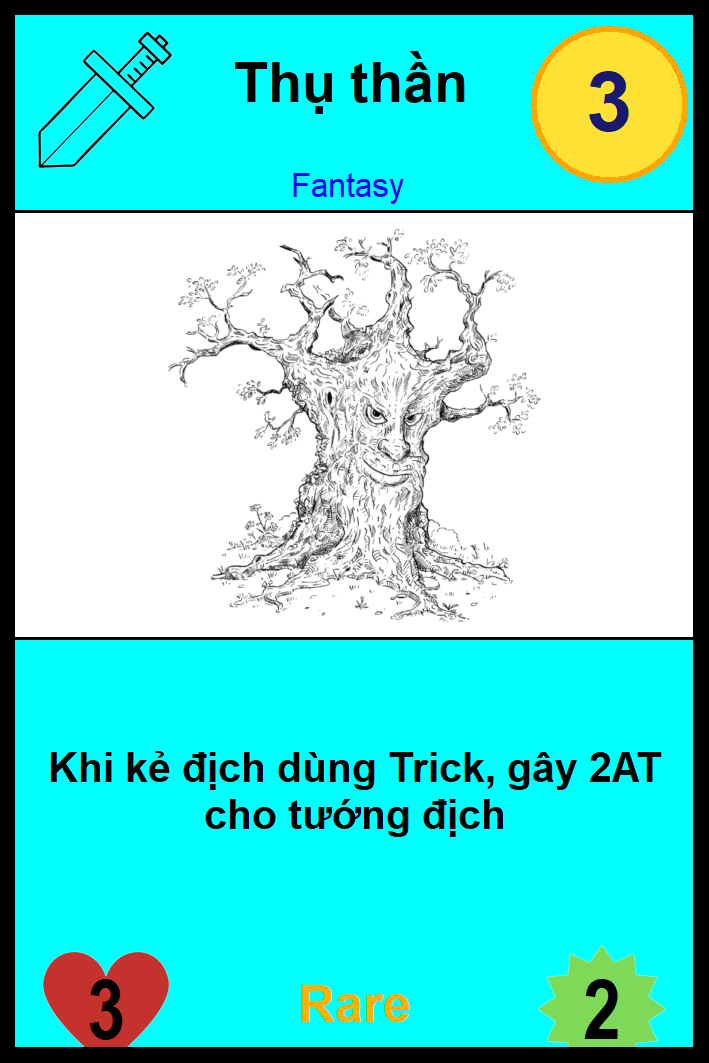 Thụ thần
3
Fantasy
Khi kẻ địch dùng Trick, gây 2AT
cho tướng địch
3
Rare
2